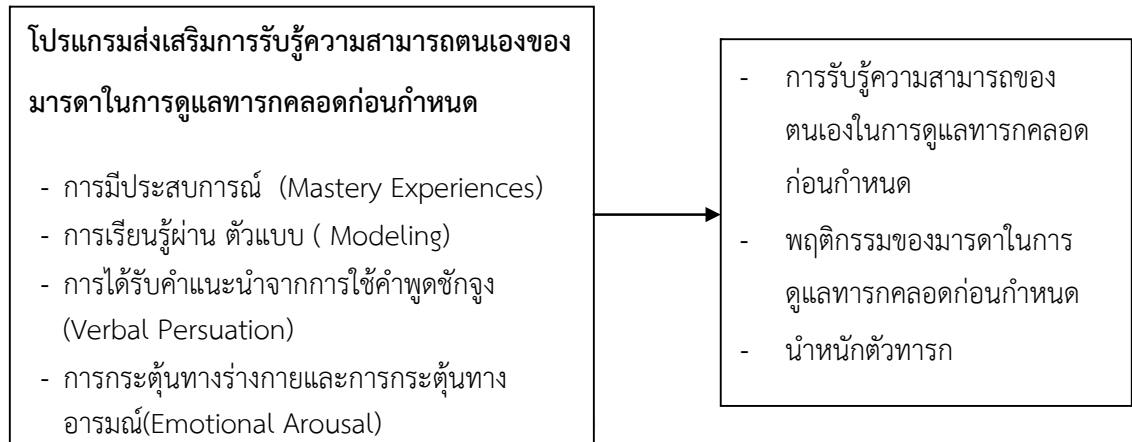 โปรแกรมส่งเสริมการรับรู้ความสามารถตนเองของ
มารดาในการดูแลทารกคลอดก่อนกำหนด
- การมีประสบการณ์ (Mastery Experiences)
- การเรียนรู้ผ่าน ตัวแบบ ( Modeling)
- การได้รับคำแนะนำจากการใช้คำพูดชักจูง
(Verbal Persuation)
- การกระตุ้นทางร่างกายและการกระตุ้นทาง
อารมณ์(Emotional Arousal)
- การรับรู้ความสามารถของ
ตนเองในการดูแลทารกคลอด
ก่อนกำหนด
- พฤติกรรมของมารดาในการ
ดูแลทารกคลอดก่อนกำหนด
- นำหนักตัวทารก